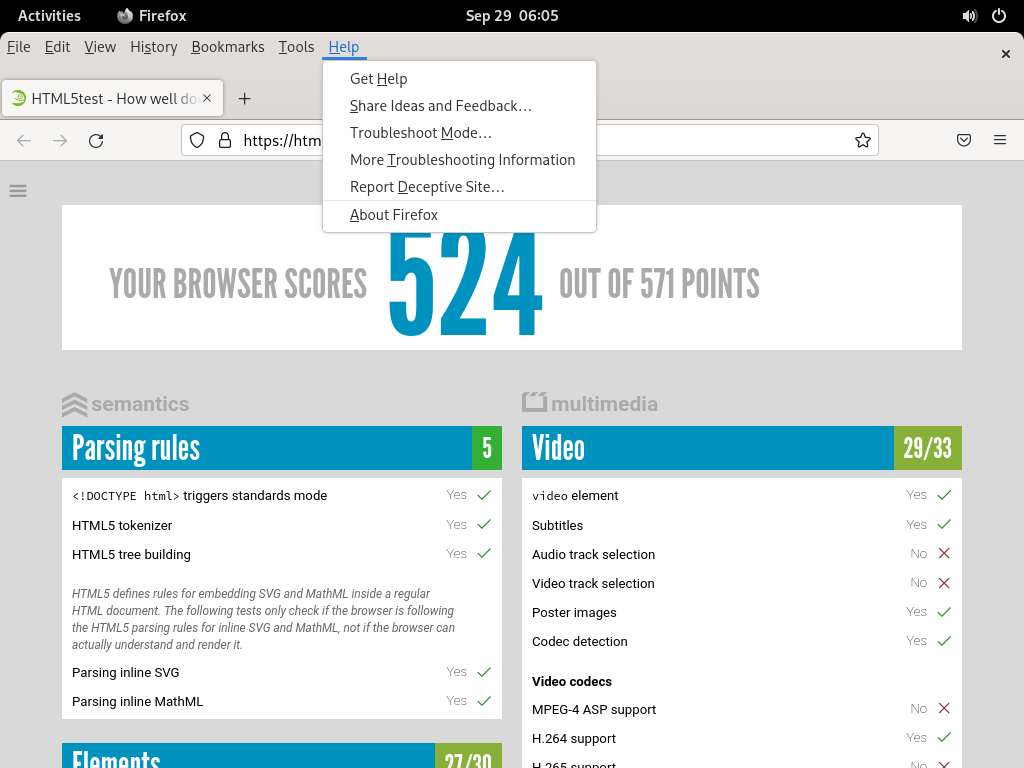 Activities Firefox Sep 29 06:05
File Edit View History Bookmarks Tools Help
Get Help
Share Ideas and Feedback…
Troubleshoot Mode…
More Troubleshooting Information
Report Deceptive Site…
About Firefox
HTML5test - How well do
https://htm
YOUR BROWSER SCORES 524 OUT OF 571 POINTS
semantics
Parsing rules 5
<!DOCTYPE html> triggers standards mode Yes
HTML5 tokenizer Yes
HTML5 tree building Yes
HTML5 defines rules for embedding SVG and MathML inside a regular
HTML document. The following tests only check if the browser is following
the HTML5 parsing rules for inline SVG and MathML, not if the browser can
actually understand and render it.
Parsing inline SVG Yes
Parsing inline MathML Yes
Elements 27/30
multimedia
Video 29/33
video element Yes
Subtitles Yes
Audio track selection No
Video track selection No
Poster images Yes
Codec detection Yes
Video codecs
MPEG-4 ASP support No
H.264 support Yes
H.265 support No